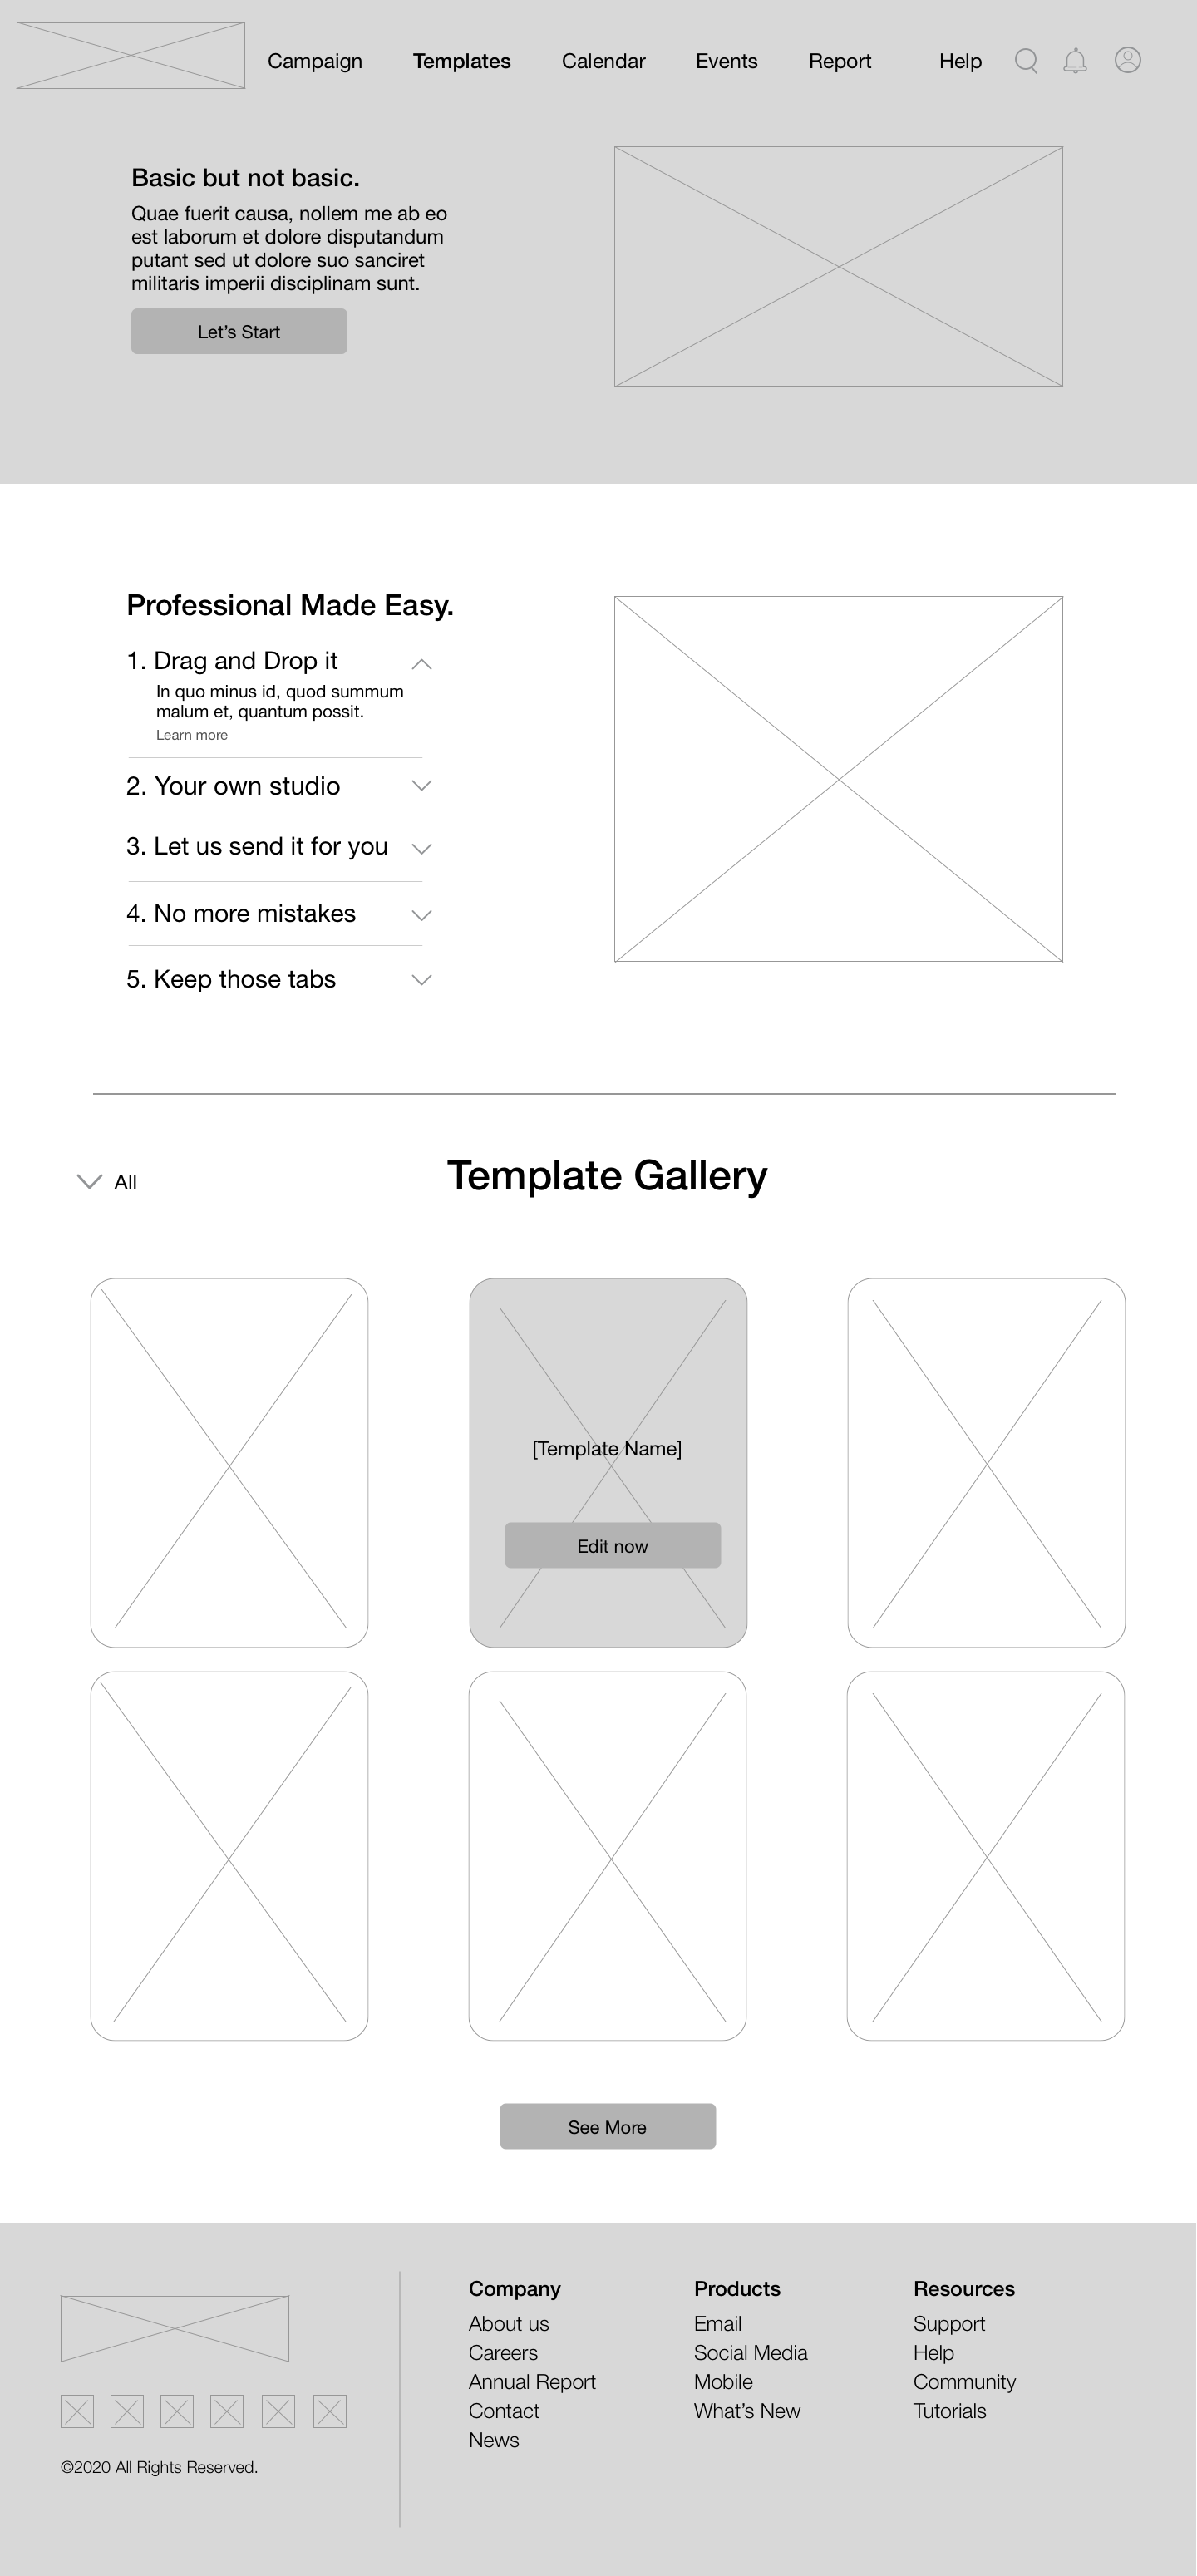 Campaign Templates Calendar Events Report Help
Basic but not basic.
Quae fuerit causa, nollem me ab eo
est laborum et dolore disputandum
putant sed ut dolore suo sanciret
militaris imperii disciplinam sunt.
Let’s Start
Professional Made Easy.
1. Drag and Drop it
In quo minus id, quod summum
malum et, quantum possit.
Learn more
2. Your own studio
3. Let us send it for you
4. No more mistakes
5. Keep those tabs
All
Template Gallery
[Template Name]
Edit now
See More
©2020 All Rights Reserved.
Company
About us
Careers
Annual Report
Contact
News
Products
Email
Social Media
Mobile
What’s New
Resources
Support
Help
Community
Tutorials